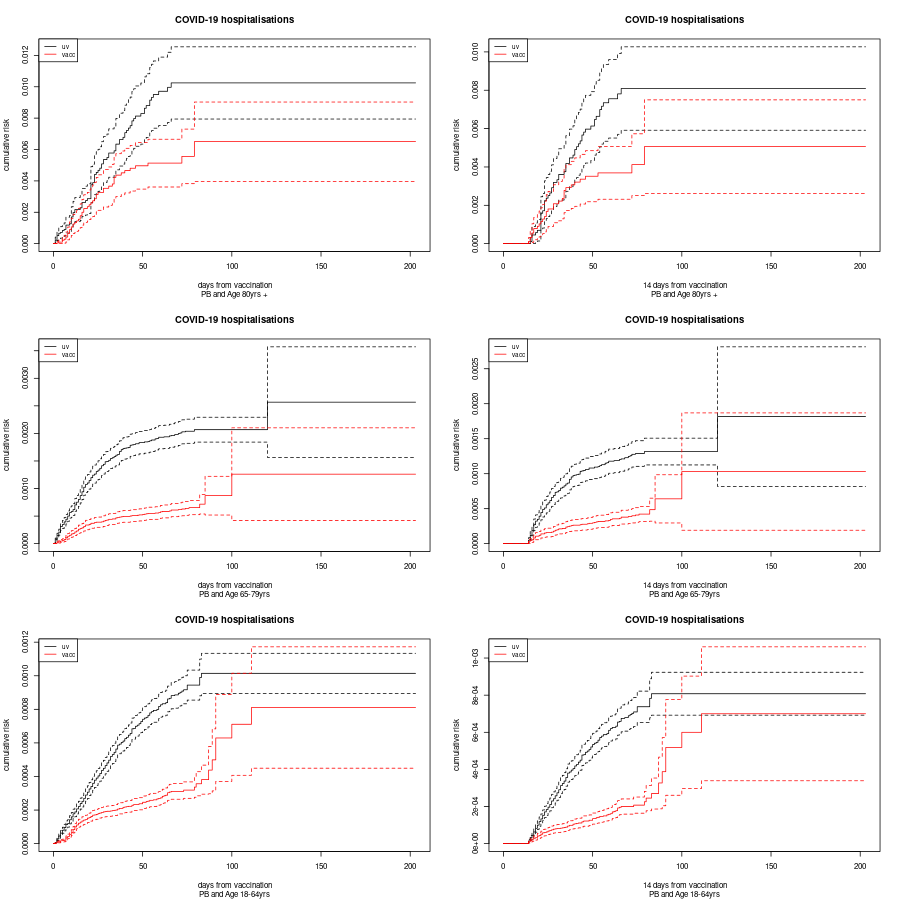 COVID-19 hospitalisations
uv
vacc
cumulative risk
0.000
0.002
0.004
0.006
0.008
0.010
0.012
0
50
100
150
200
days from vaccination
PB and Age 80yrs +
COVID-19 hospitalisations
uv
vacc
cumulative risk
0.000
0.002
0.004
0.006
0.008
0.010
0
50
100
150
200
14 days from vaccination
PB and Age 80yrs +
COVID-19 hospitalisations
uv
vacc
cumulative risk
0.0000
0.0010
0.0020
0.0030
0
50
100
150
200
days from vaccination
PB and Age 65-79yrs
COVID-19 hospitalisations
uv
vacc
cumulative risk
0.0000
0.0005
0.0010
0.0015
0.0020
0.0025
0
50
100
150
200
14 days from vaccination
PB and Age 65-79yrs
COVID-19 hospitalisations
uv
vacc
cumulative risk
0.0000
0.0002
0.0004
0.0006
0.0008
0.0010
0.0012
0
50
100
150
200
days from vaccination
PB and Age 18-64yrs
COVID-19 hospitalisations
uv
vacc
cumulative risk
0e+00
2e-04
4e-04
6e-04
8e-04
1e-03
0
50
100
150
200
14 days from vaccination
PB and Age 18-64yrs